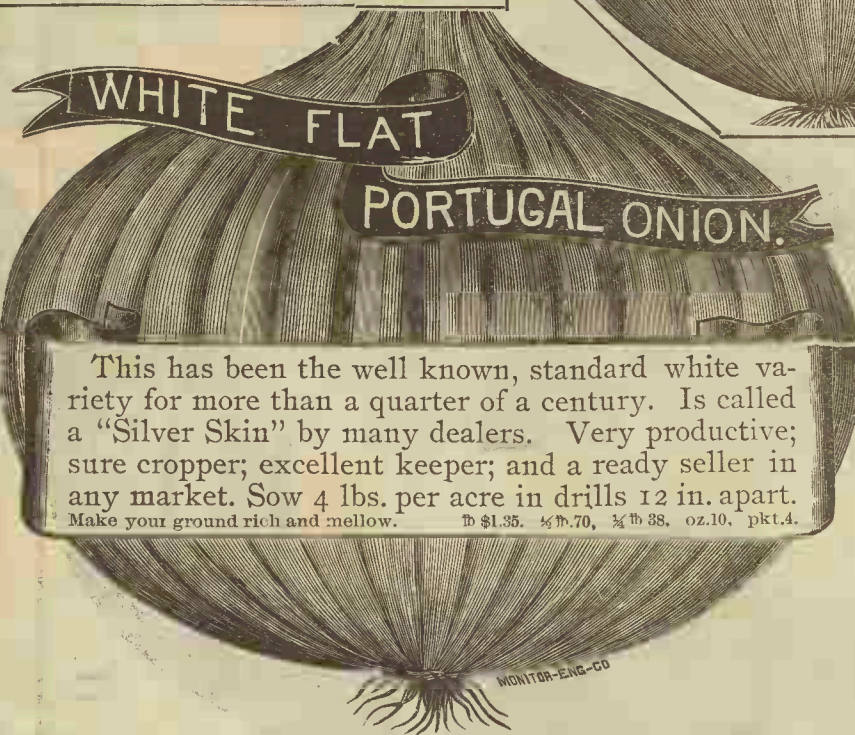 WHITE FLAT
PORTUGAL ONION.
This has been the well known, standard white va-
riety for more than a quarter of a century. Is called
a "Silver Skin" by many dealers. Very productive;
sure cropper; excellent keeper; and a ready seller in
any market. Sow 4 lbs. per acre in drills 12 in. apart.
Make your ground rich and mellow. ℔ $1.35. ½ ℔.70, ¼ ℔ 38, oz.10, pkt.4.
MONITOR-ENG-CO